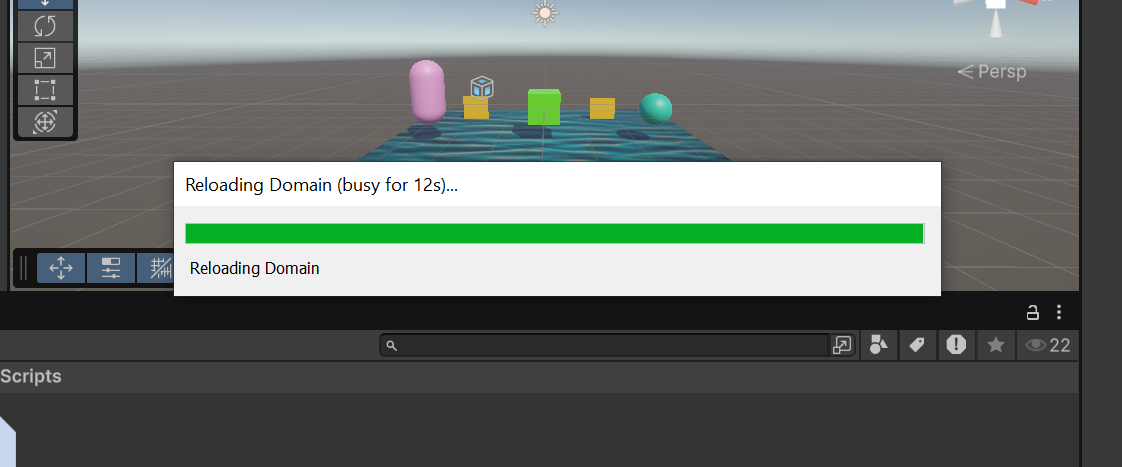 Persp
Reloading Domain (busy for 12s)...
Reloading Domain
22
Scripts